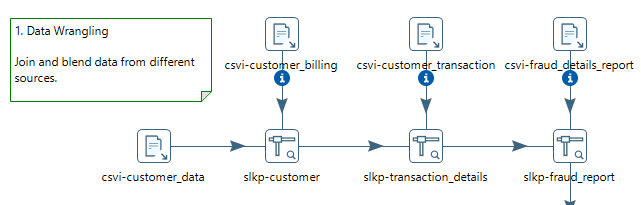 1. Data Wrangling
Join and blend data from different
sources.
csvi-customer_billing
csvi-customer_transaction
csvi-fraud_details_report
csvi-customer_data
slkp-customer
slkp-transaction_details
slkp-fraud_report